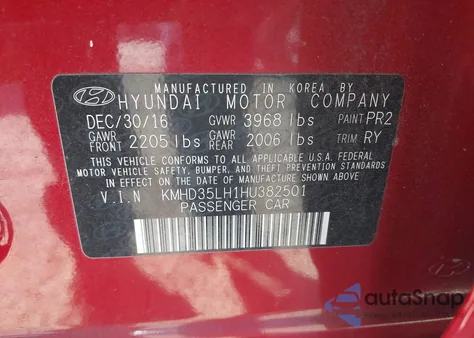 MANUFACTURED IN KOREA BY
HYUNDAI MOTOR COMPANY
DEC/30/16 GVWR 3968 lbs PAINT PR2
GAWR FRONT 2205 lbs GAWR REAR 2006 lbs TRIM RY
THIS VEHICLE CONFORMS TO ALL APPLICABLE U.S.A. FEDERAL
MOTOR VEHICLE SAFETY, BUMPER, AND THEFT PREVENTION
STANDARDS IN EFFECT ON THE DATE OF MANUFACTURE SHOWN ABOVE.
V.I.N KMHD35LH1HU382501
PASSENGER CAR
autoSnap